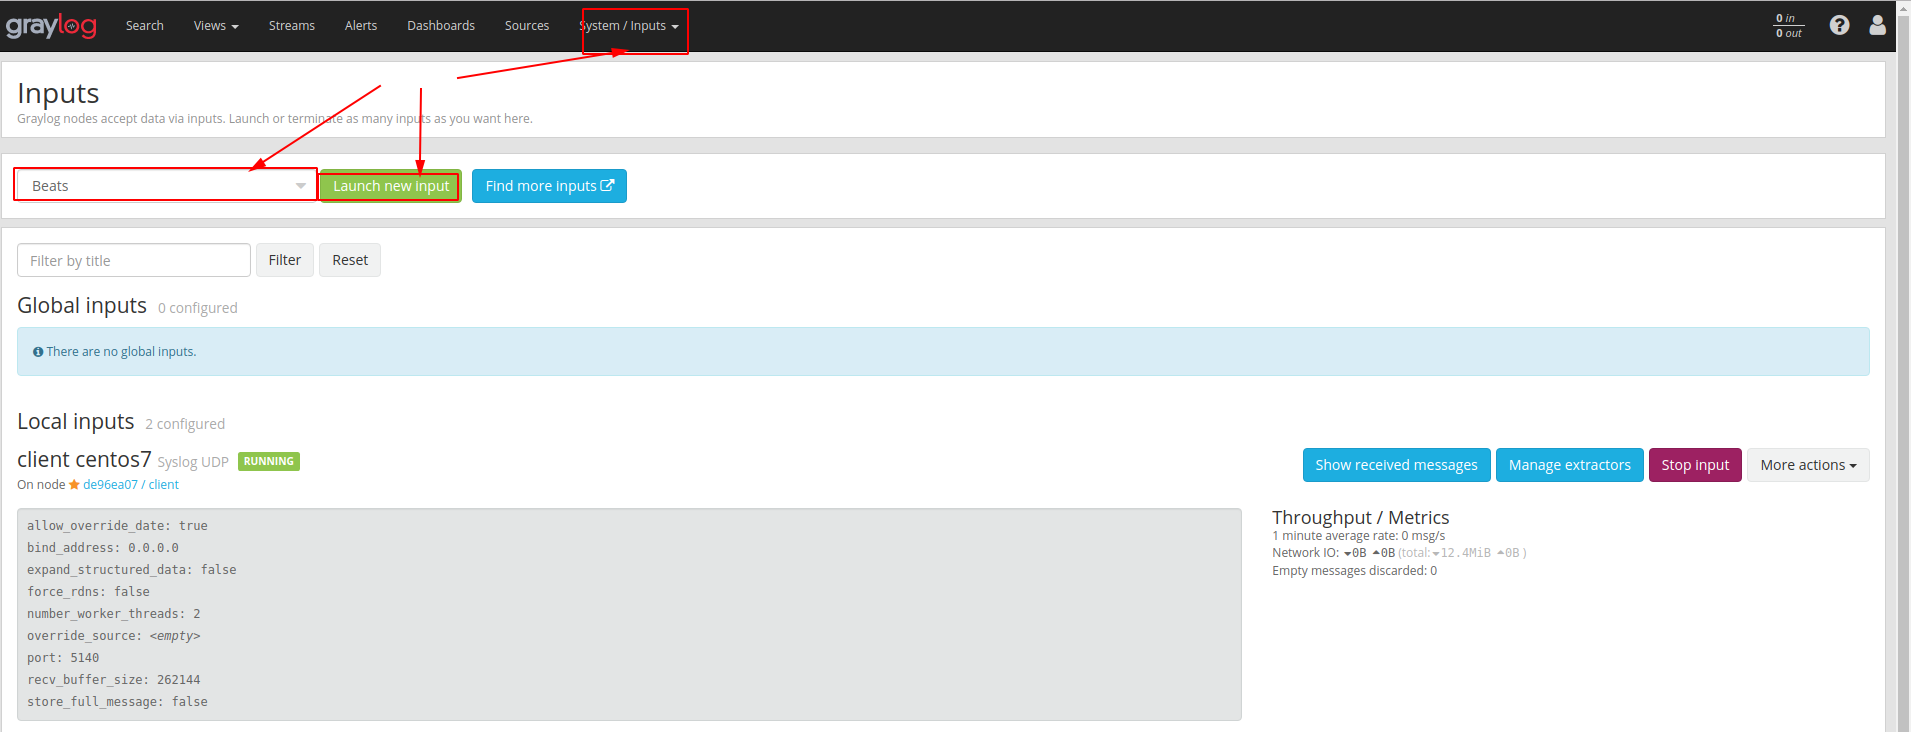 graylog Search Views Streams Alerts Dashboards Sources System / Inputs 0 in
0 out
Inputs
Graylog nodes accept data via inputs. Launch or terminate as many inputs as you want here.
Beats Launch new input Find more inputs
Filter by title Filter Reset
Global inputs 0 configured
There are no global inputs.
Local inputs 2 configured
client centos7 Syslog UDP RUNNING Show received messages Manage extractors Stop input More actions
On node de96ea07 / client
allow_override_date: true
bind_address: 0.0.0.0
expand_structured_data: false
force_rdns: false
number_worker_threads: 2
override_source: <empty>
port: 5140
recv_buffer_size: 262144
store_full_message: false
Throughput / Metrics
1 minute average rate: 0 msg/s
Network IO: 0B 0B (total: 12.4MiB 0B )
Empty messages discarded: 0